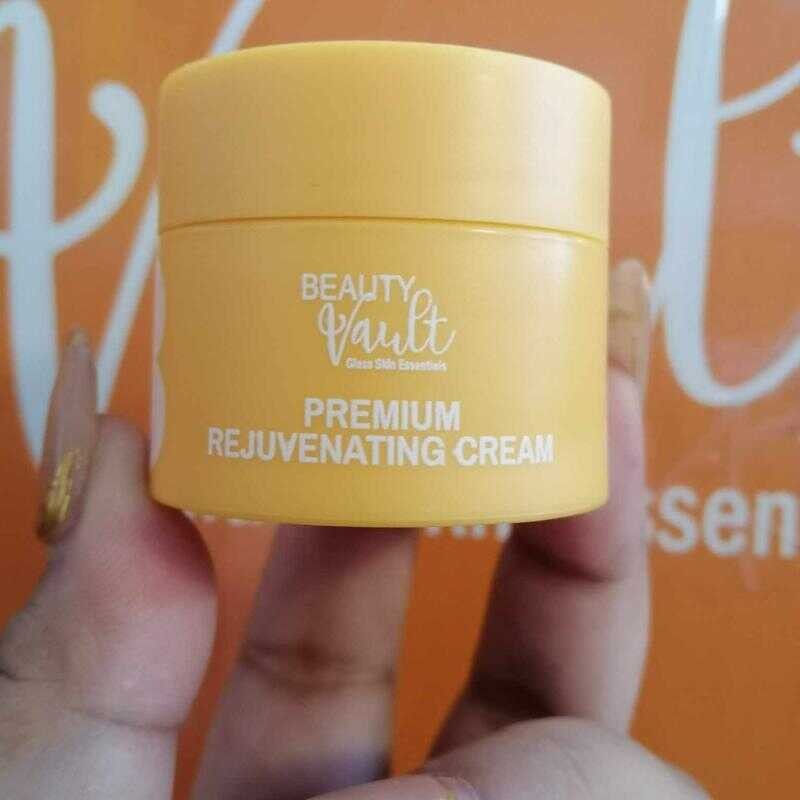 BEAUTY
Vault
Glass Skin Essentials
PREMIUM
REJUVENATING CREAM